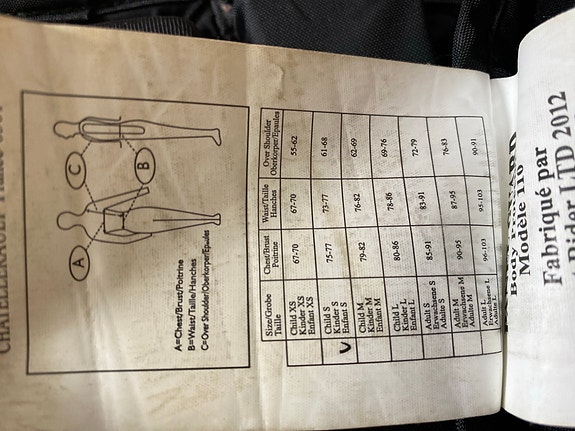 A
B
C
A=Chest/Brust/Poitrine
B=Waist/Taille/Hanches
C=Over Shoulder/Oberkorper/Epaules
Size/Grobe Chest/Brust Waist/Taille Over Shoulder
Taille Poitrine Hanches Oberkorper/Epaules
Child XS 67-70 67-70 55-62
Kinder XS
Enfant XS
Child S 75-77 73-77 61-68
Kinder S
Enfant S
Child M 79-82 76-82 62-69
Kinder M
Enfant M
Child L 80-86 78-86 69-76
Kinder L
Enfant L
Adult S 85-91 83-91 72-79
Erwachsene S
Adulte S
Adult M 90-95 87-95 76-83
Erwachsene M
Adulte M
Adult L 96-103 95-103 90-91
Erwachsene L
Adulte L
Body
Modèle 110
Fabriqué par
Rider LTD 2012